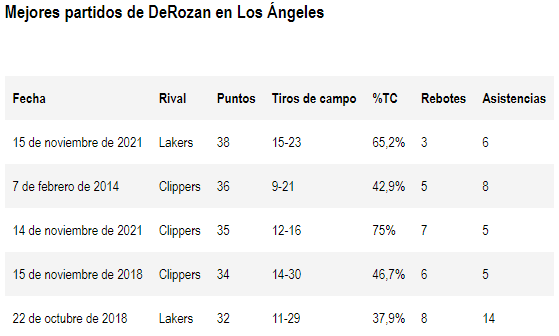 Mejores partidos de DeRozan en Los Ángeles
Fecha Rival Puntos Tiros de campo %TC Rebotes Asistencias
15 de noviembre de 2021 Lakers 38 15-23 65,2% 3 6
7 de febrero de 2014 Clippers 36 9-21 42,9% 5 8
14 de noviembre de 2021 Clippers 35 12-16 75% 7 5
15 de noviembre de 2018 Clippers 34 14-30 46,7% 6 5
22 de octubre de 2018 Lakers 32 11-29 37,9% 8 14